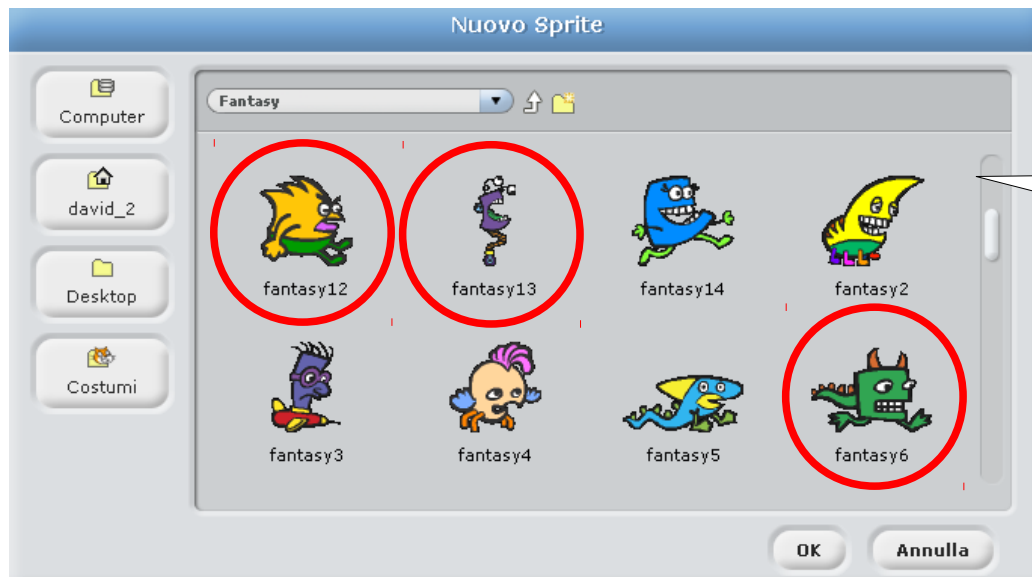 Nuovo Sprite
Computer
Fantasy
david_2
Desktop
Costumi
fantasy12
fantasy13
fantasy14
fantasy2
fantasy3
fantasy4
fantasy5
fantasy6
OK
Annulla